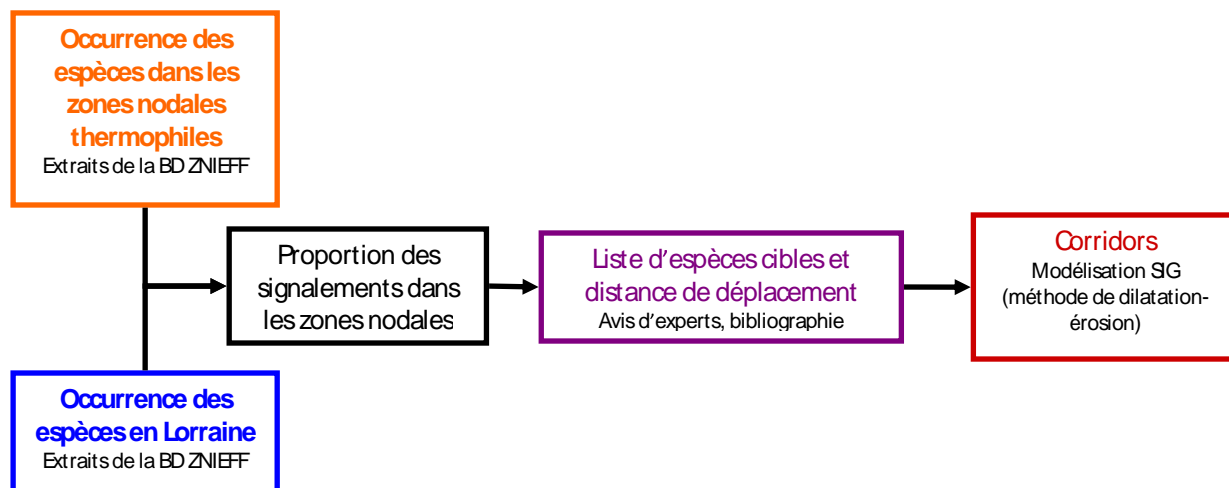 Occurrence des
espèces dans les
zones nodales
thermophiles
Extraits de la BD ZNIEFF
Proportion des
signalements dans
les zones nodales
Liste d'espèces cibles et
distance de déplacement
Avis d'experts, bibliographie
Corridors
Modélisation SIG
(méthode de dilatation-
érosion)
Occurrence des
espèces en Lorraine
Extraits de la BD ZNIEFF